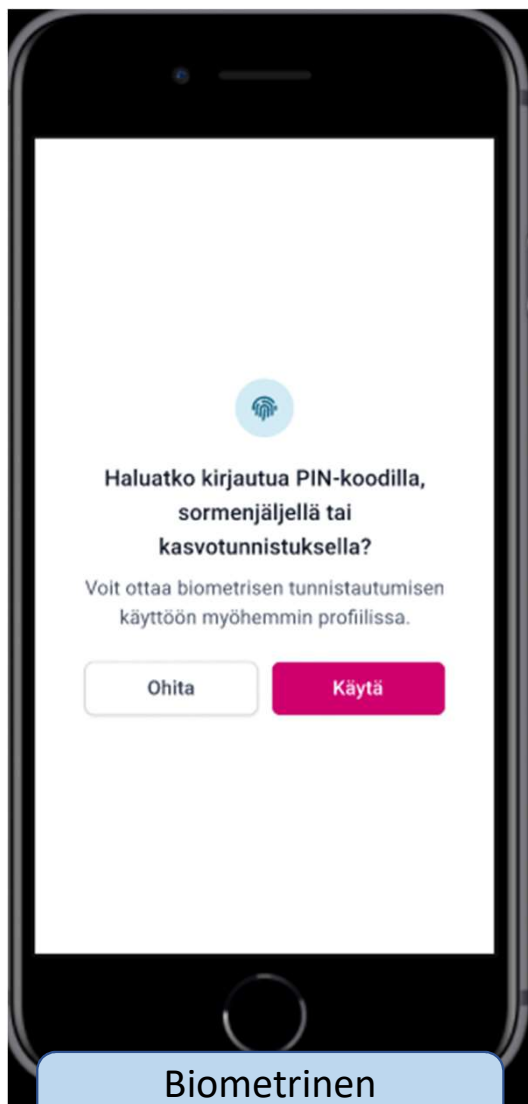 Haluatko kirjautua PIN-koodilla,
sormenjäljellä tai
kasvotunnistuksella?
Voit ottaa biometrisen tunnistautumisen
käyttöön myöhemmin profiilissa.
Ohita Käytä
Biometrinen